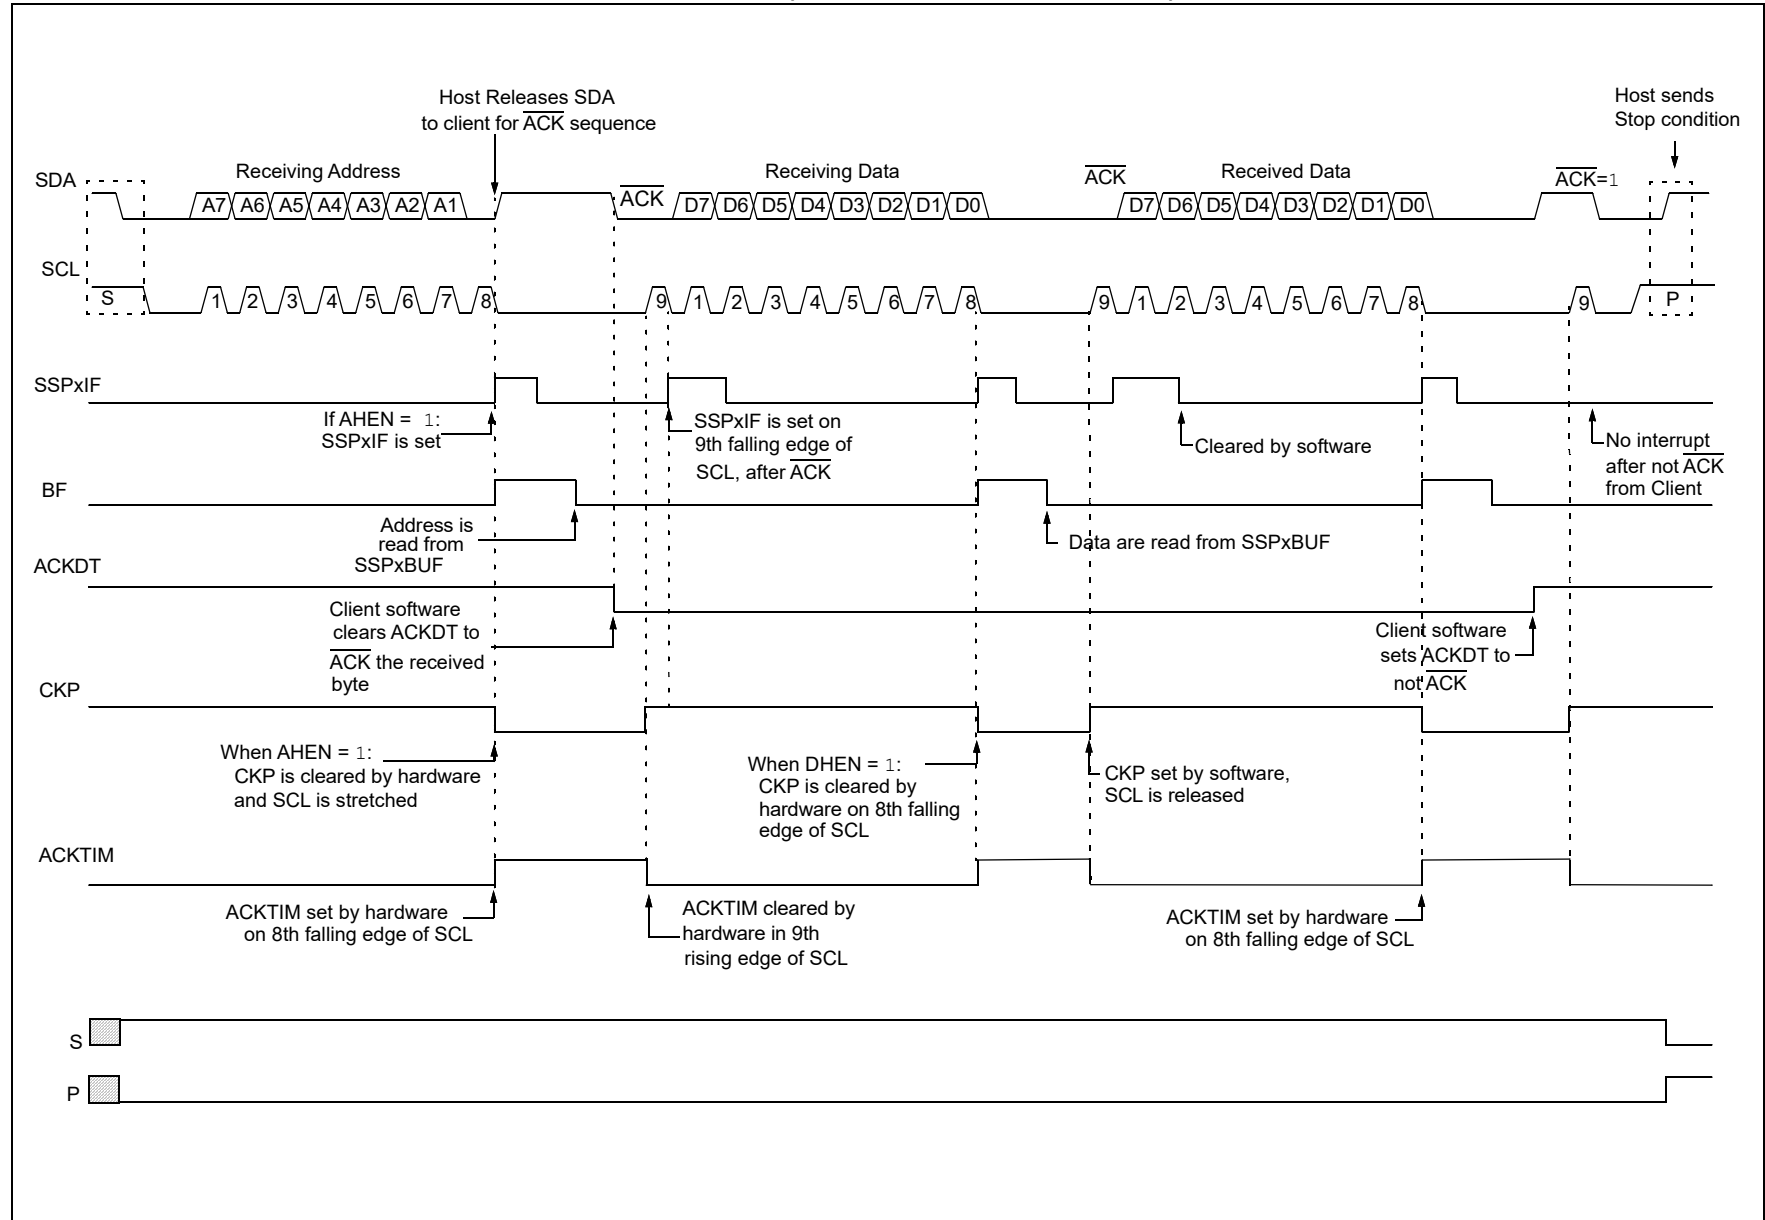 Host Releases SDA
to client for ACK sequence
Host sends
Stop condition
SDA
Receiving Address
Receiving Data
ACK
Received Data
ACK=1
A7 A6 A5 A4 A3 A2 A1
ACK
D7 D6 D5 D4 D3 D2 D1 D0
D7 D6 D5 D4 D3 D2 D1 D0
SCL
S
1 2 3 4 5 6 7 8
9 1 2 3 4 5 6 7 8
9 1 2 3 4 5 6 7 8
9
P
SSPxIF
If AHEN = 1:
SSPxIF is set
SSPxIF is set on
9th falling edge of
SCL, after ACK
Cleared by software
No interrupt
after not ACK
from Client
BF
Address is
read from
SSPxBUF
Data are read from SSPxBUF
ACKDT
Client software
clears ACKDT to
ACK the received
byte
Client software
sets ACKDT to
not ACK
CKP
When AHEN = 1:
CKP is cleared by hardware
and SCL is stretched
When DHEN = 1:
CKP is cleared by
hardware on 8th falling
edge of SCL
CKP set by software,
SCL is released
ACKTIM
ACKTIM set by hardware
on 8th falling edge of SCL
ACKTIM cleared by
hardware in 9th
rising edge of SCL
ACKTIM set by hardware
on 8th falling edge of SCL
S
P